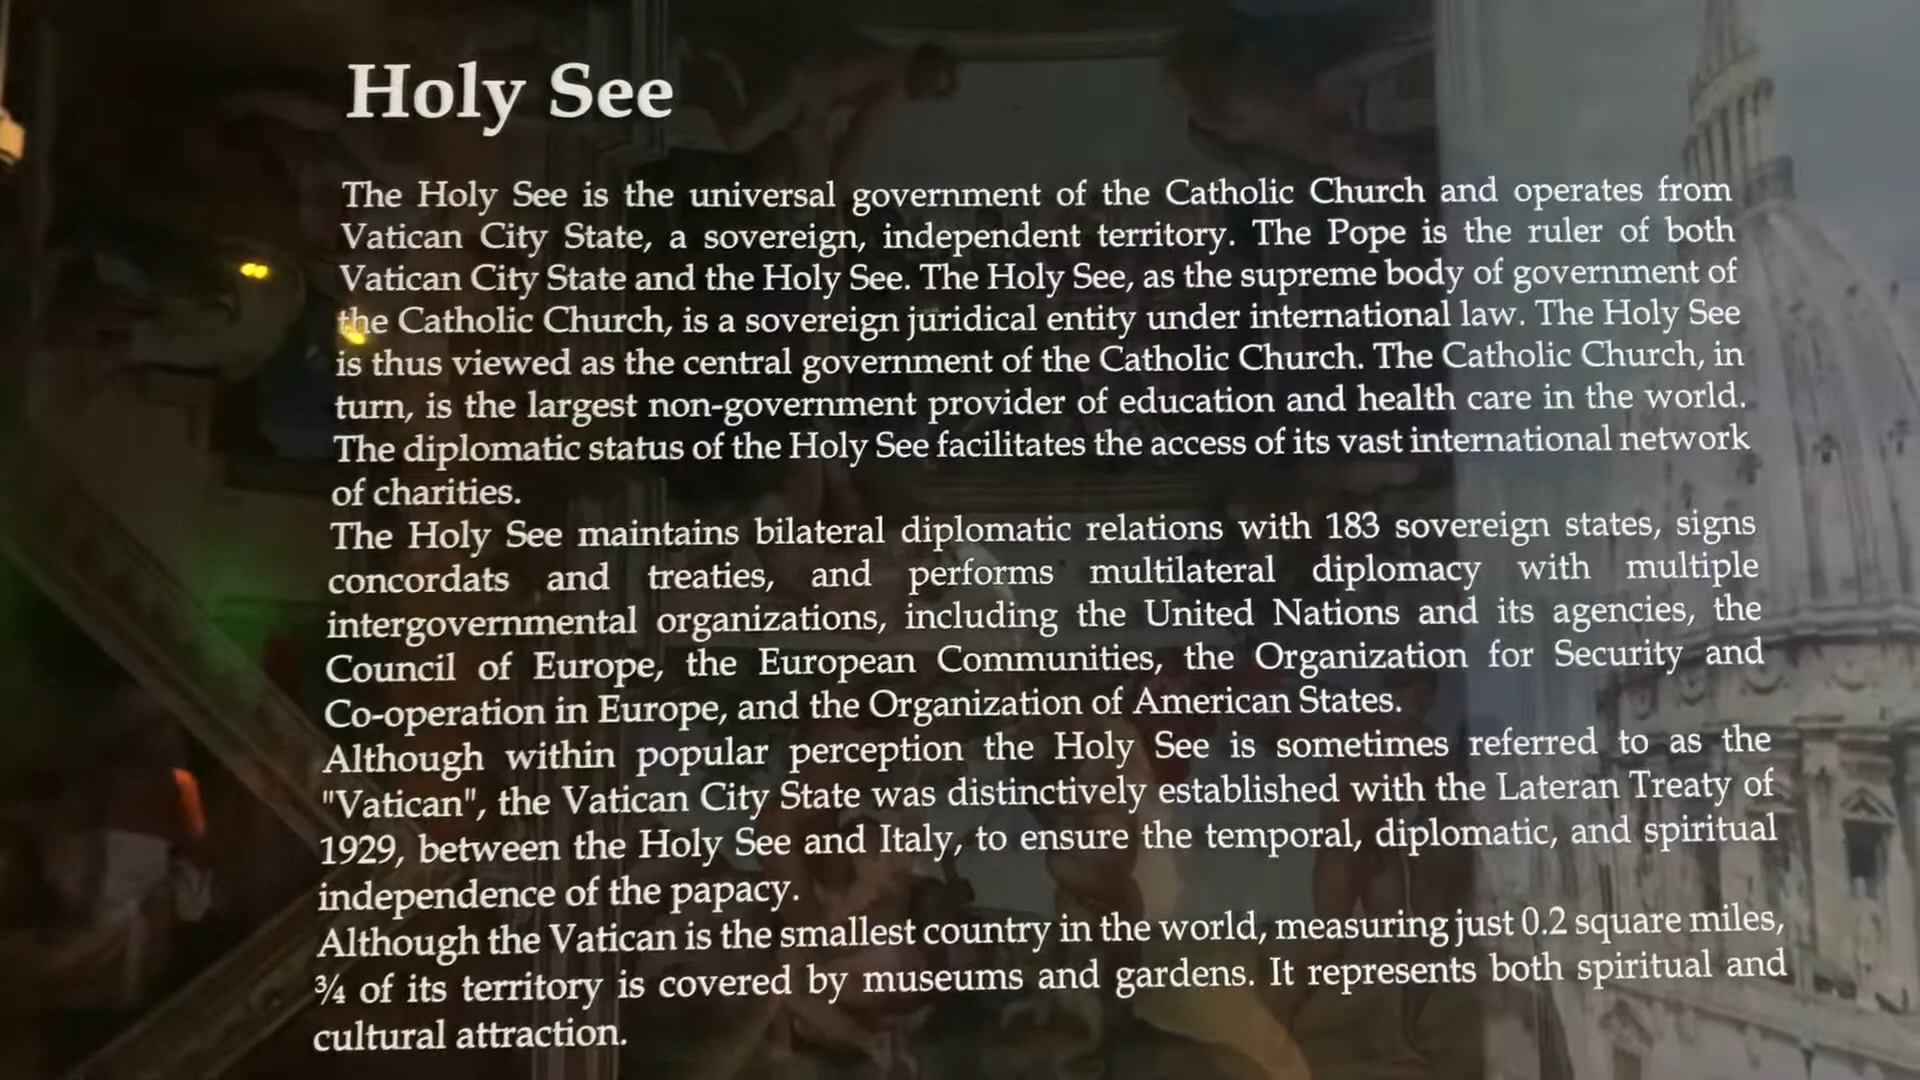 Holy See
The Holy See is the universal government of the Catholic Church and operates from
Vatican City State, a sovereign, independent territory. The Pope is the ruler of both
Vatican City State and the Holy See. The Holy See, as the supreme body of government of
the Catholic Church, is a sovereign juridical entity under international law. The Holy See
is thus viewed as the central government of the Catholic Church. The Catholic Church, in
turn, is the largest non-government provider of education and health care in the world.
The diplomatic status of the Holy See facilitates the access of its vast international network
of charities.
The Holy See maintains bilateral diplomatic relations with 183 sovereign states, signs
concordats and treaties, and performs multilateral diplomacy with multiple
intergovernmental organizations, including the United Nations and its agencies, the
Council of Europe, the European Communities, the Organization for Security and
Co-operation in Europe, and the Organization of American States.
Although within popular perception the Holy See is sometimes referred to as the
"Vatican", the Vatican City State was distinctively established with the Lateran Treaty of
1929, between the Holy See and Italy, to ensure the temporal, diplomatic, and spiritual
independence of the papacy.
Although the Vatican is the smallest country in the world, measuring just 0.2 square miles,
¾ of its territory is covered by museums and gardens. It represents both spiritual and
cultural attraction.